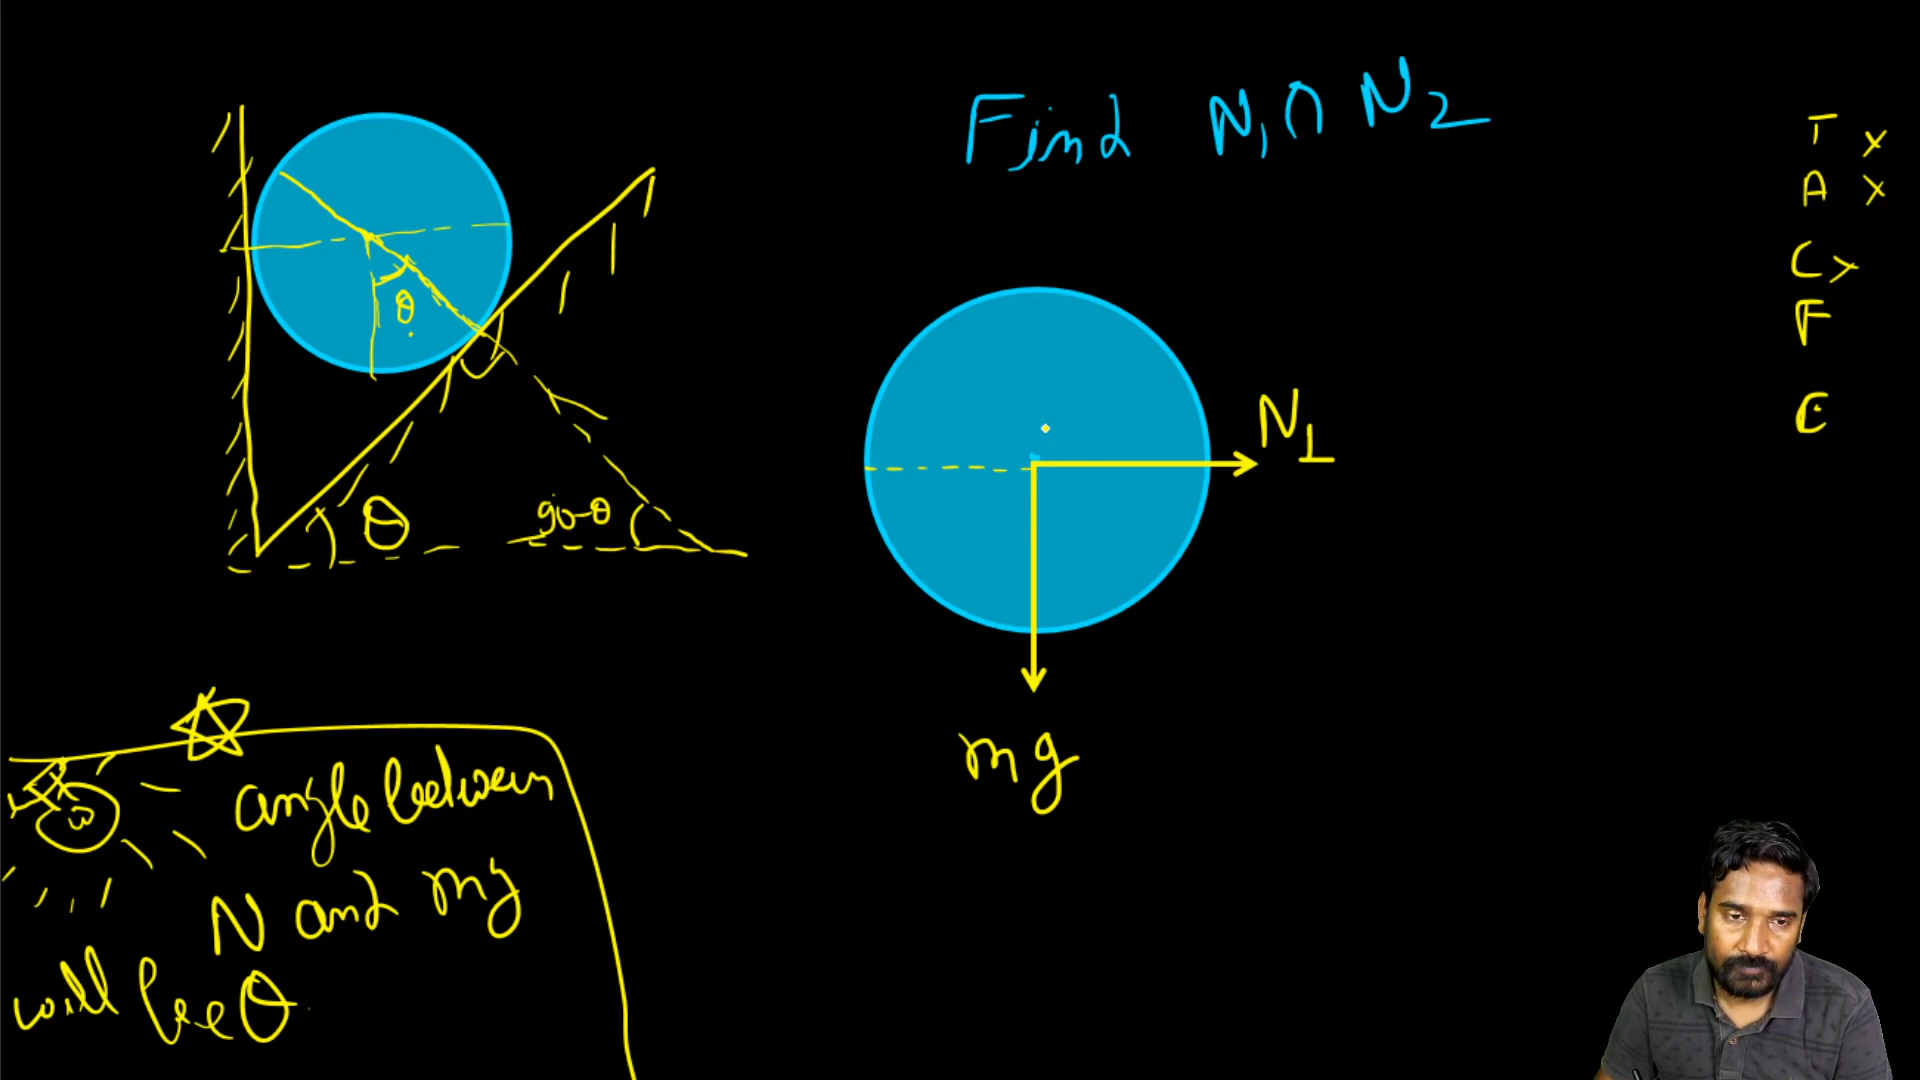 Find N1 ∩ N2
T x
A x
C x
F
E
θ
N1
θ
90-θ
mg
angle between
N and mg
will be θ